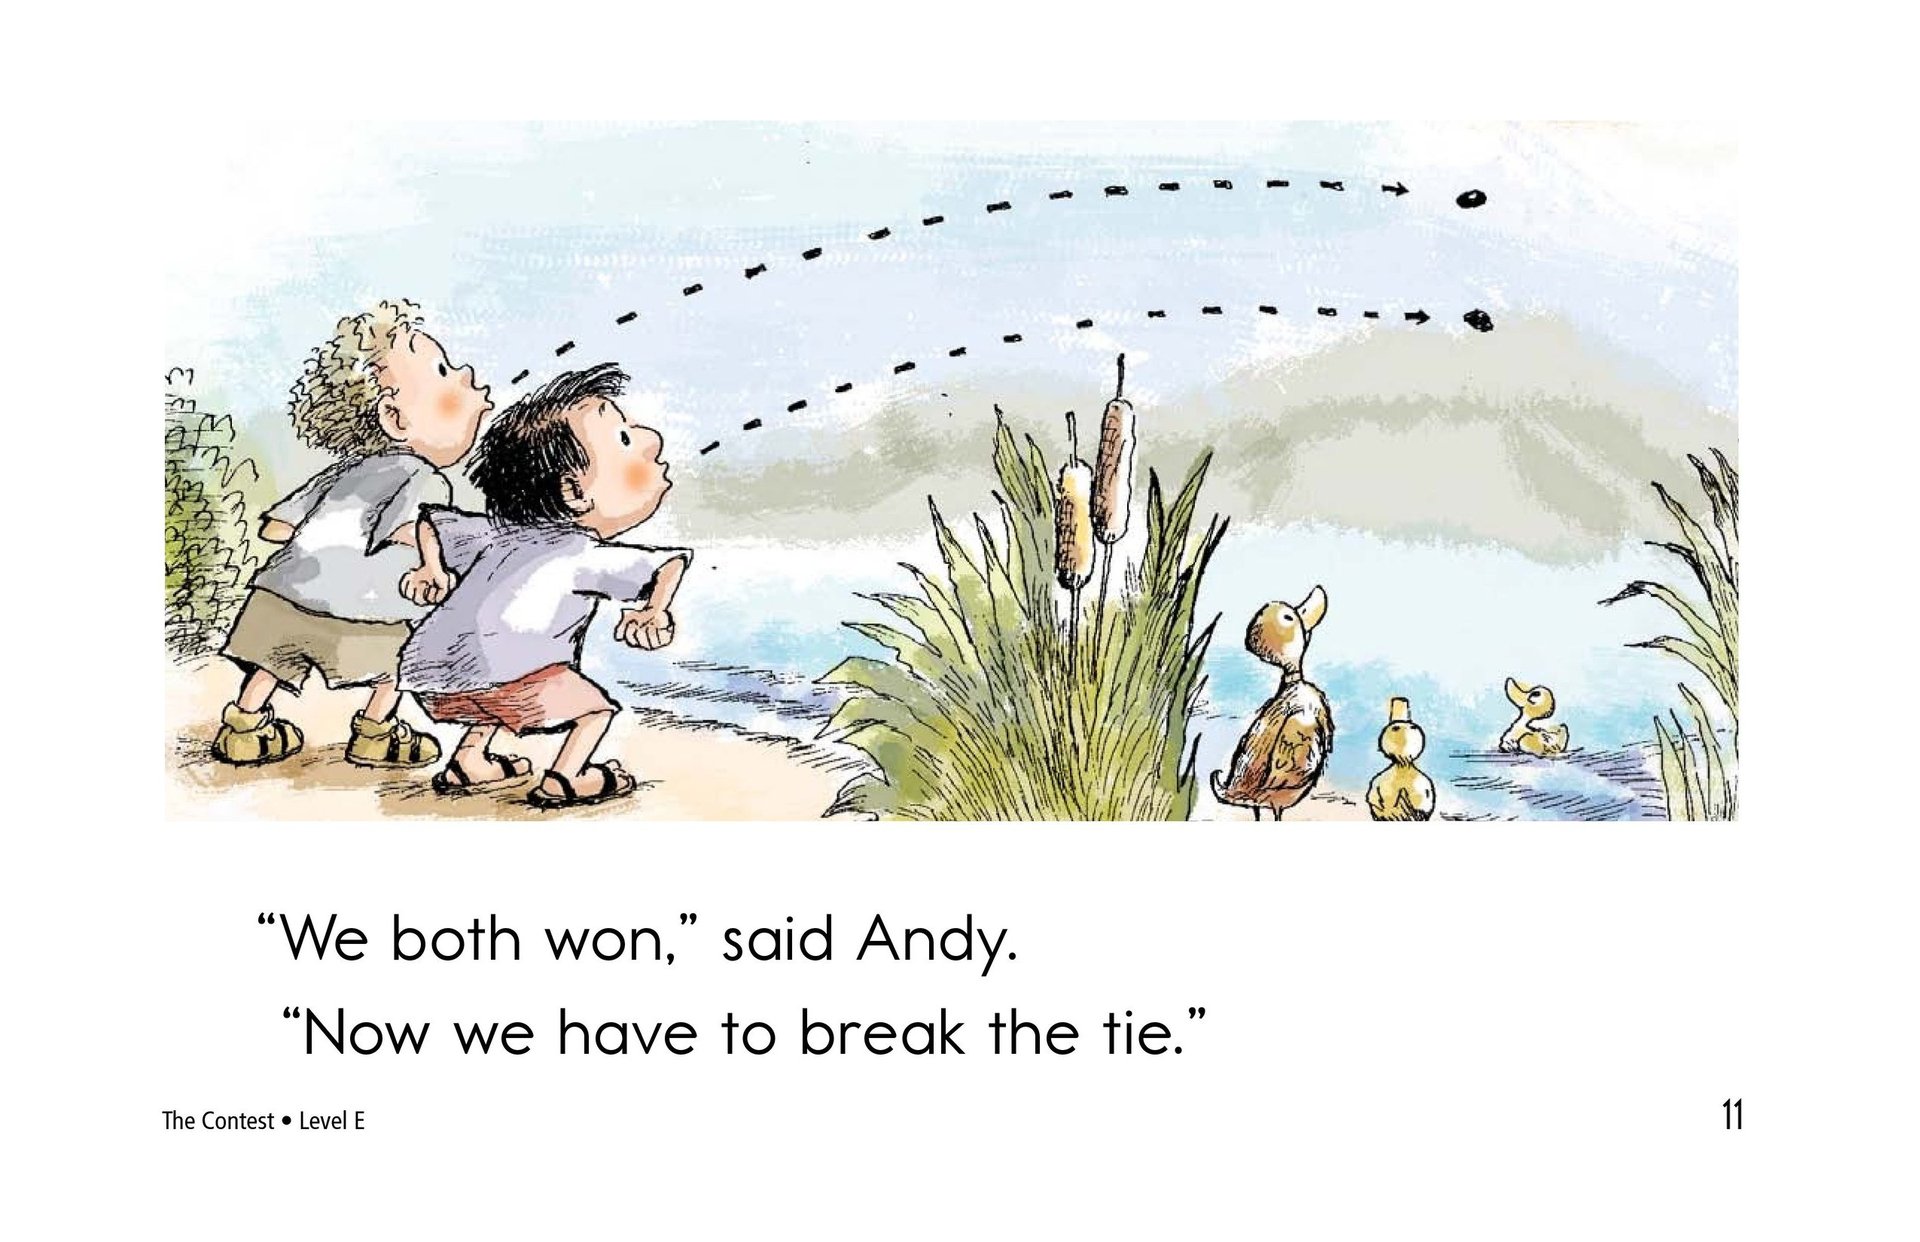 “We both won,” said Andy.
“Now we have to break the tie.”
The Contest • Level E
11